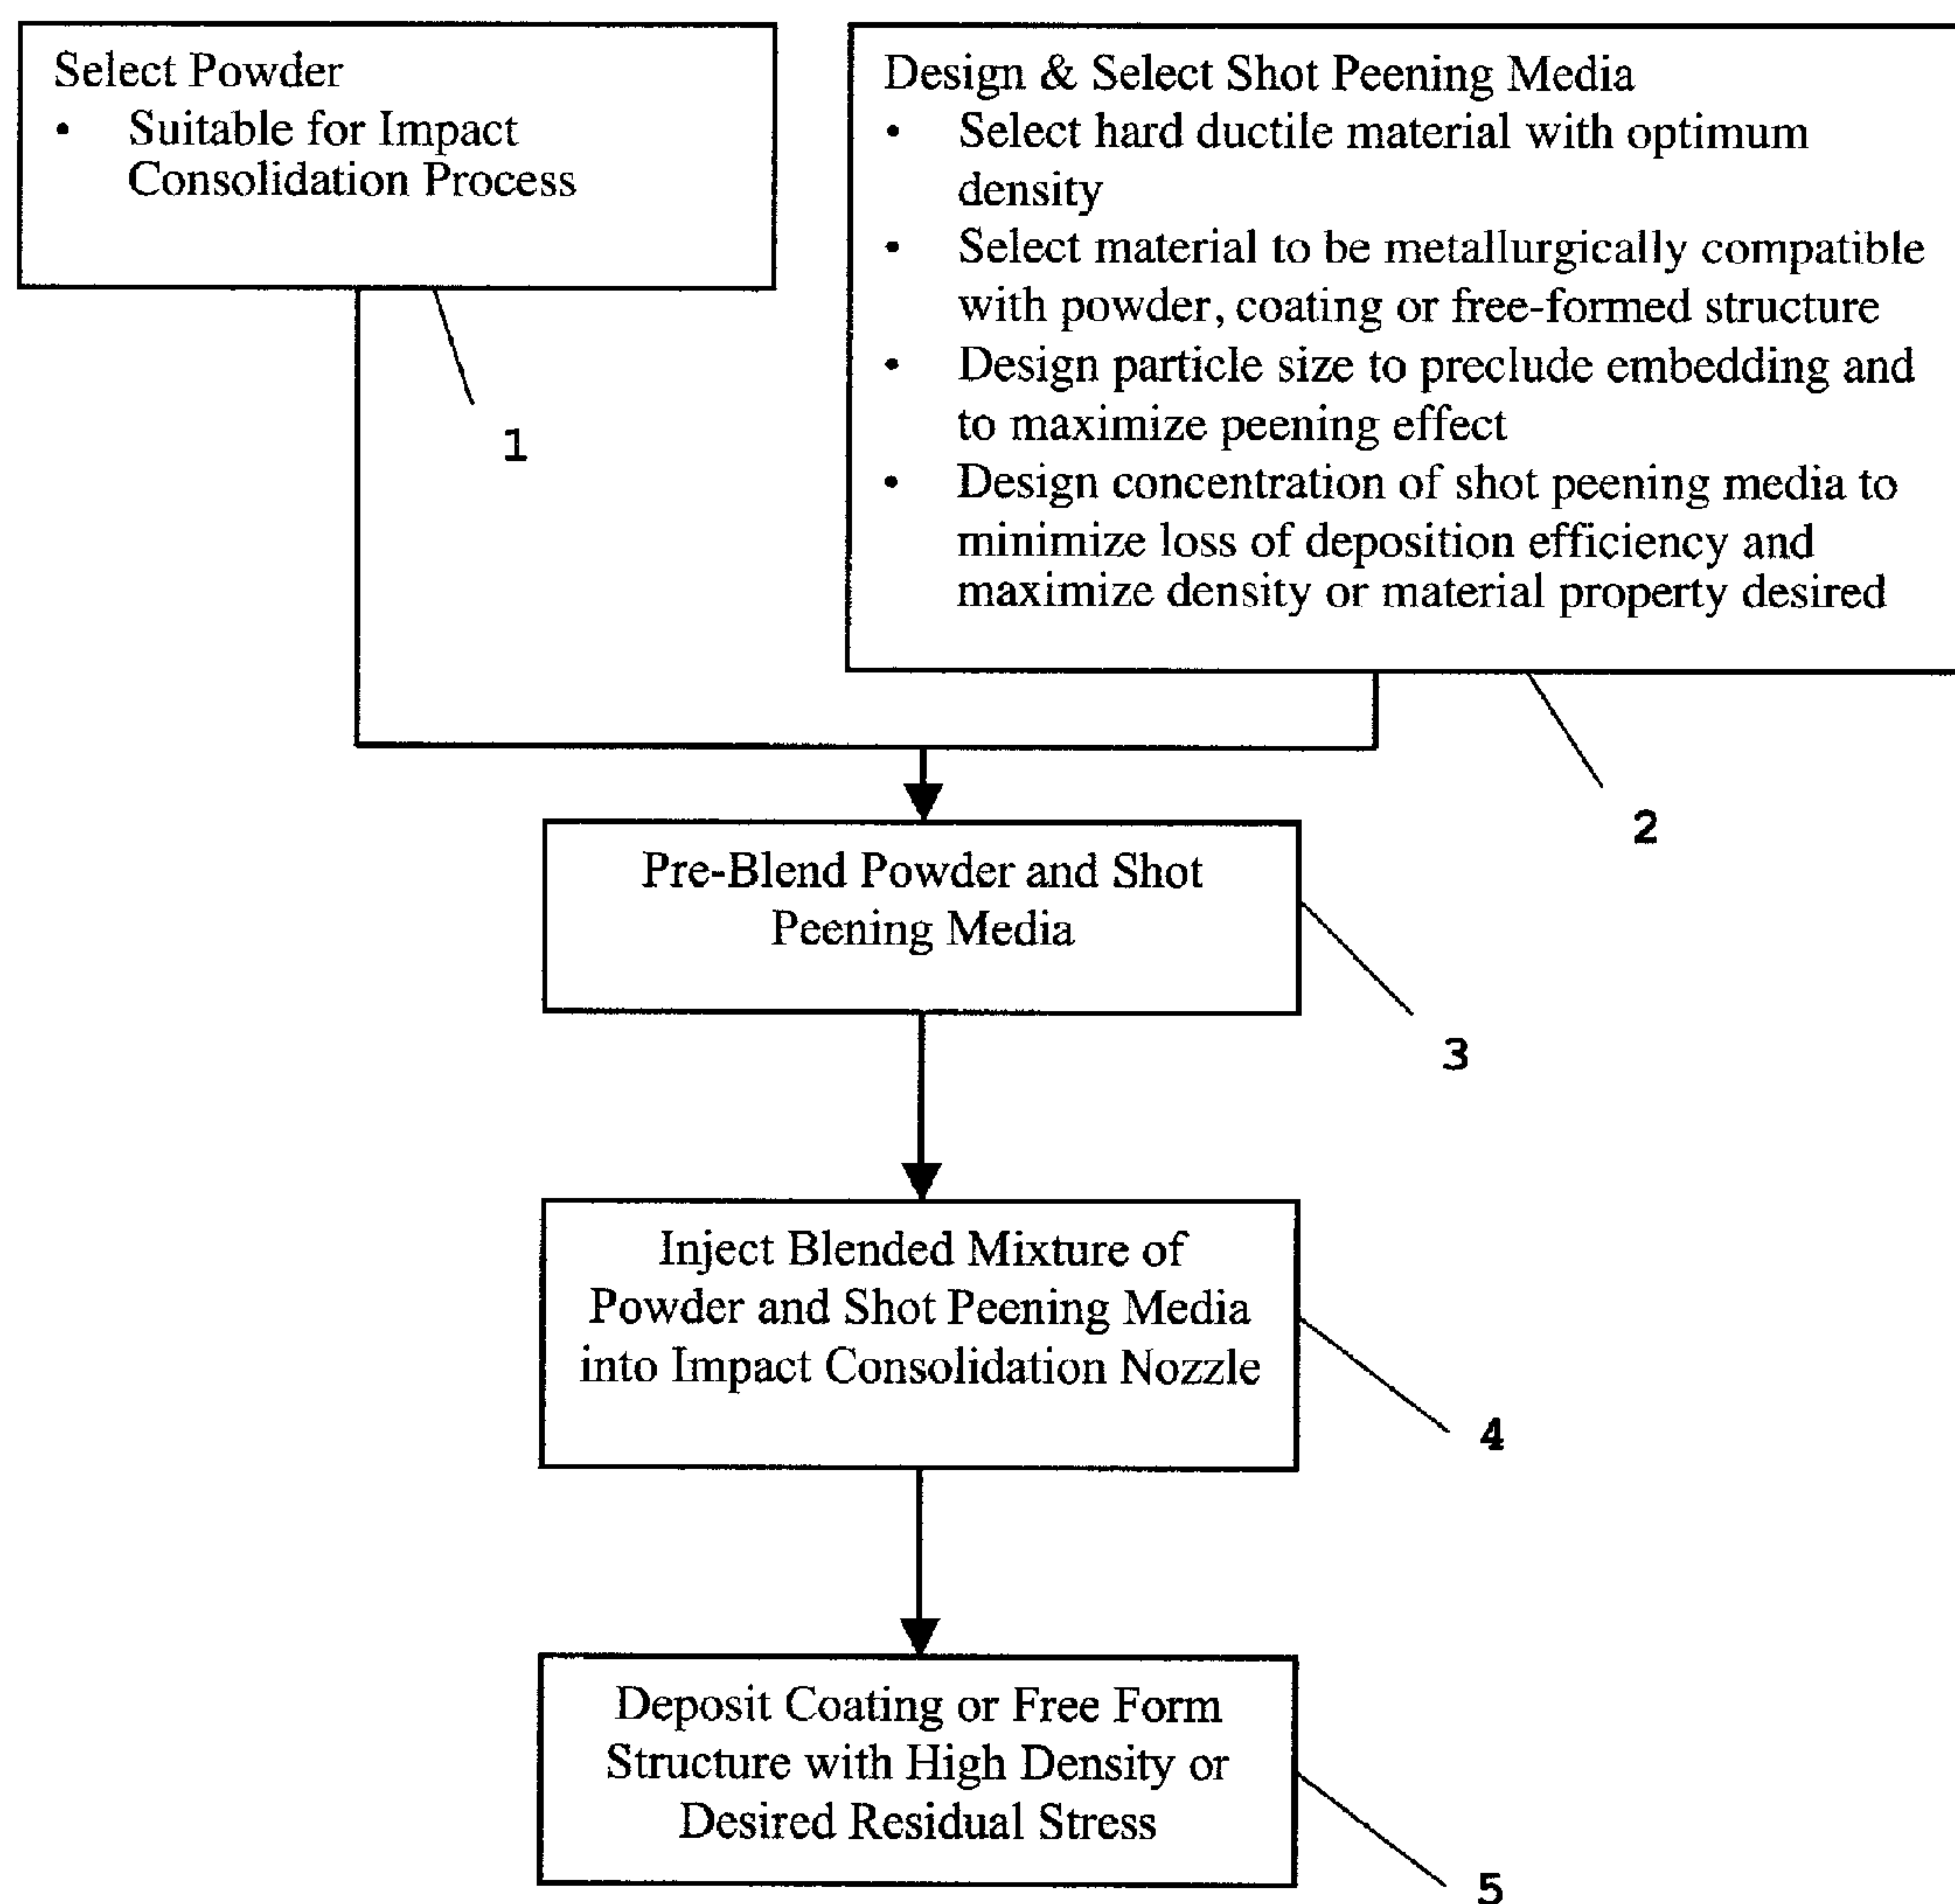 Select Powder
• Suitable for Impact
Consolidation Process
1
Design & Select Shot Peening Media
• Select hard ductile material with optimum
density
• Select material to be metallurgically compatible
with powder, coating or free-formed structure
• Design particle size to preclude embedding and
to maximize peening effect
• Design concentration of shot peening media to
minimize loss of deposition efficiency and
maximize density or material property desired
2
Pre-Blend Powder and Shot
Peening Media
3
Inject Blended Mixture of
Powder and Shot Peening Media
into Impact Consolidation Nozzle
4
Deposit Coating or Free Form
Structure with High Density or
Desired Residual Stress
5